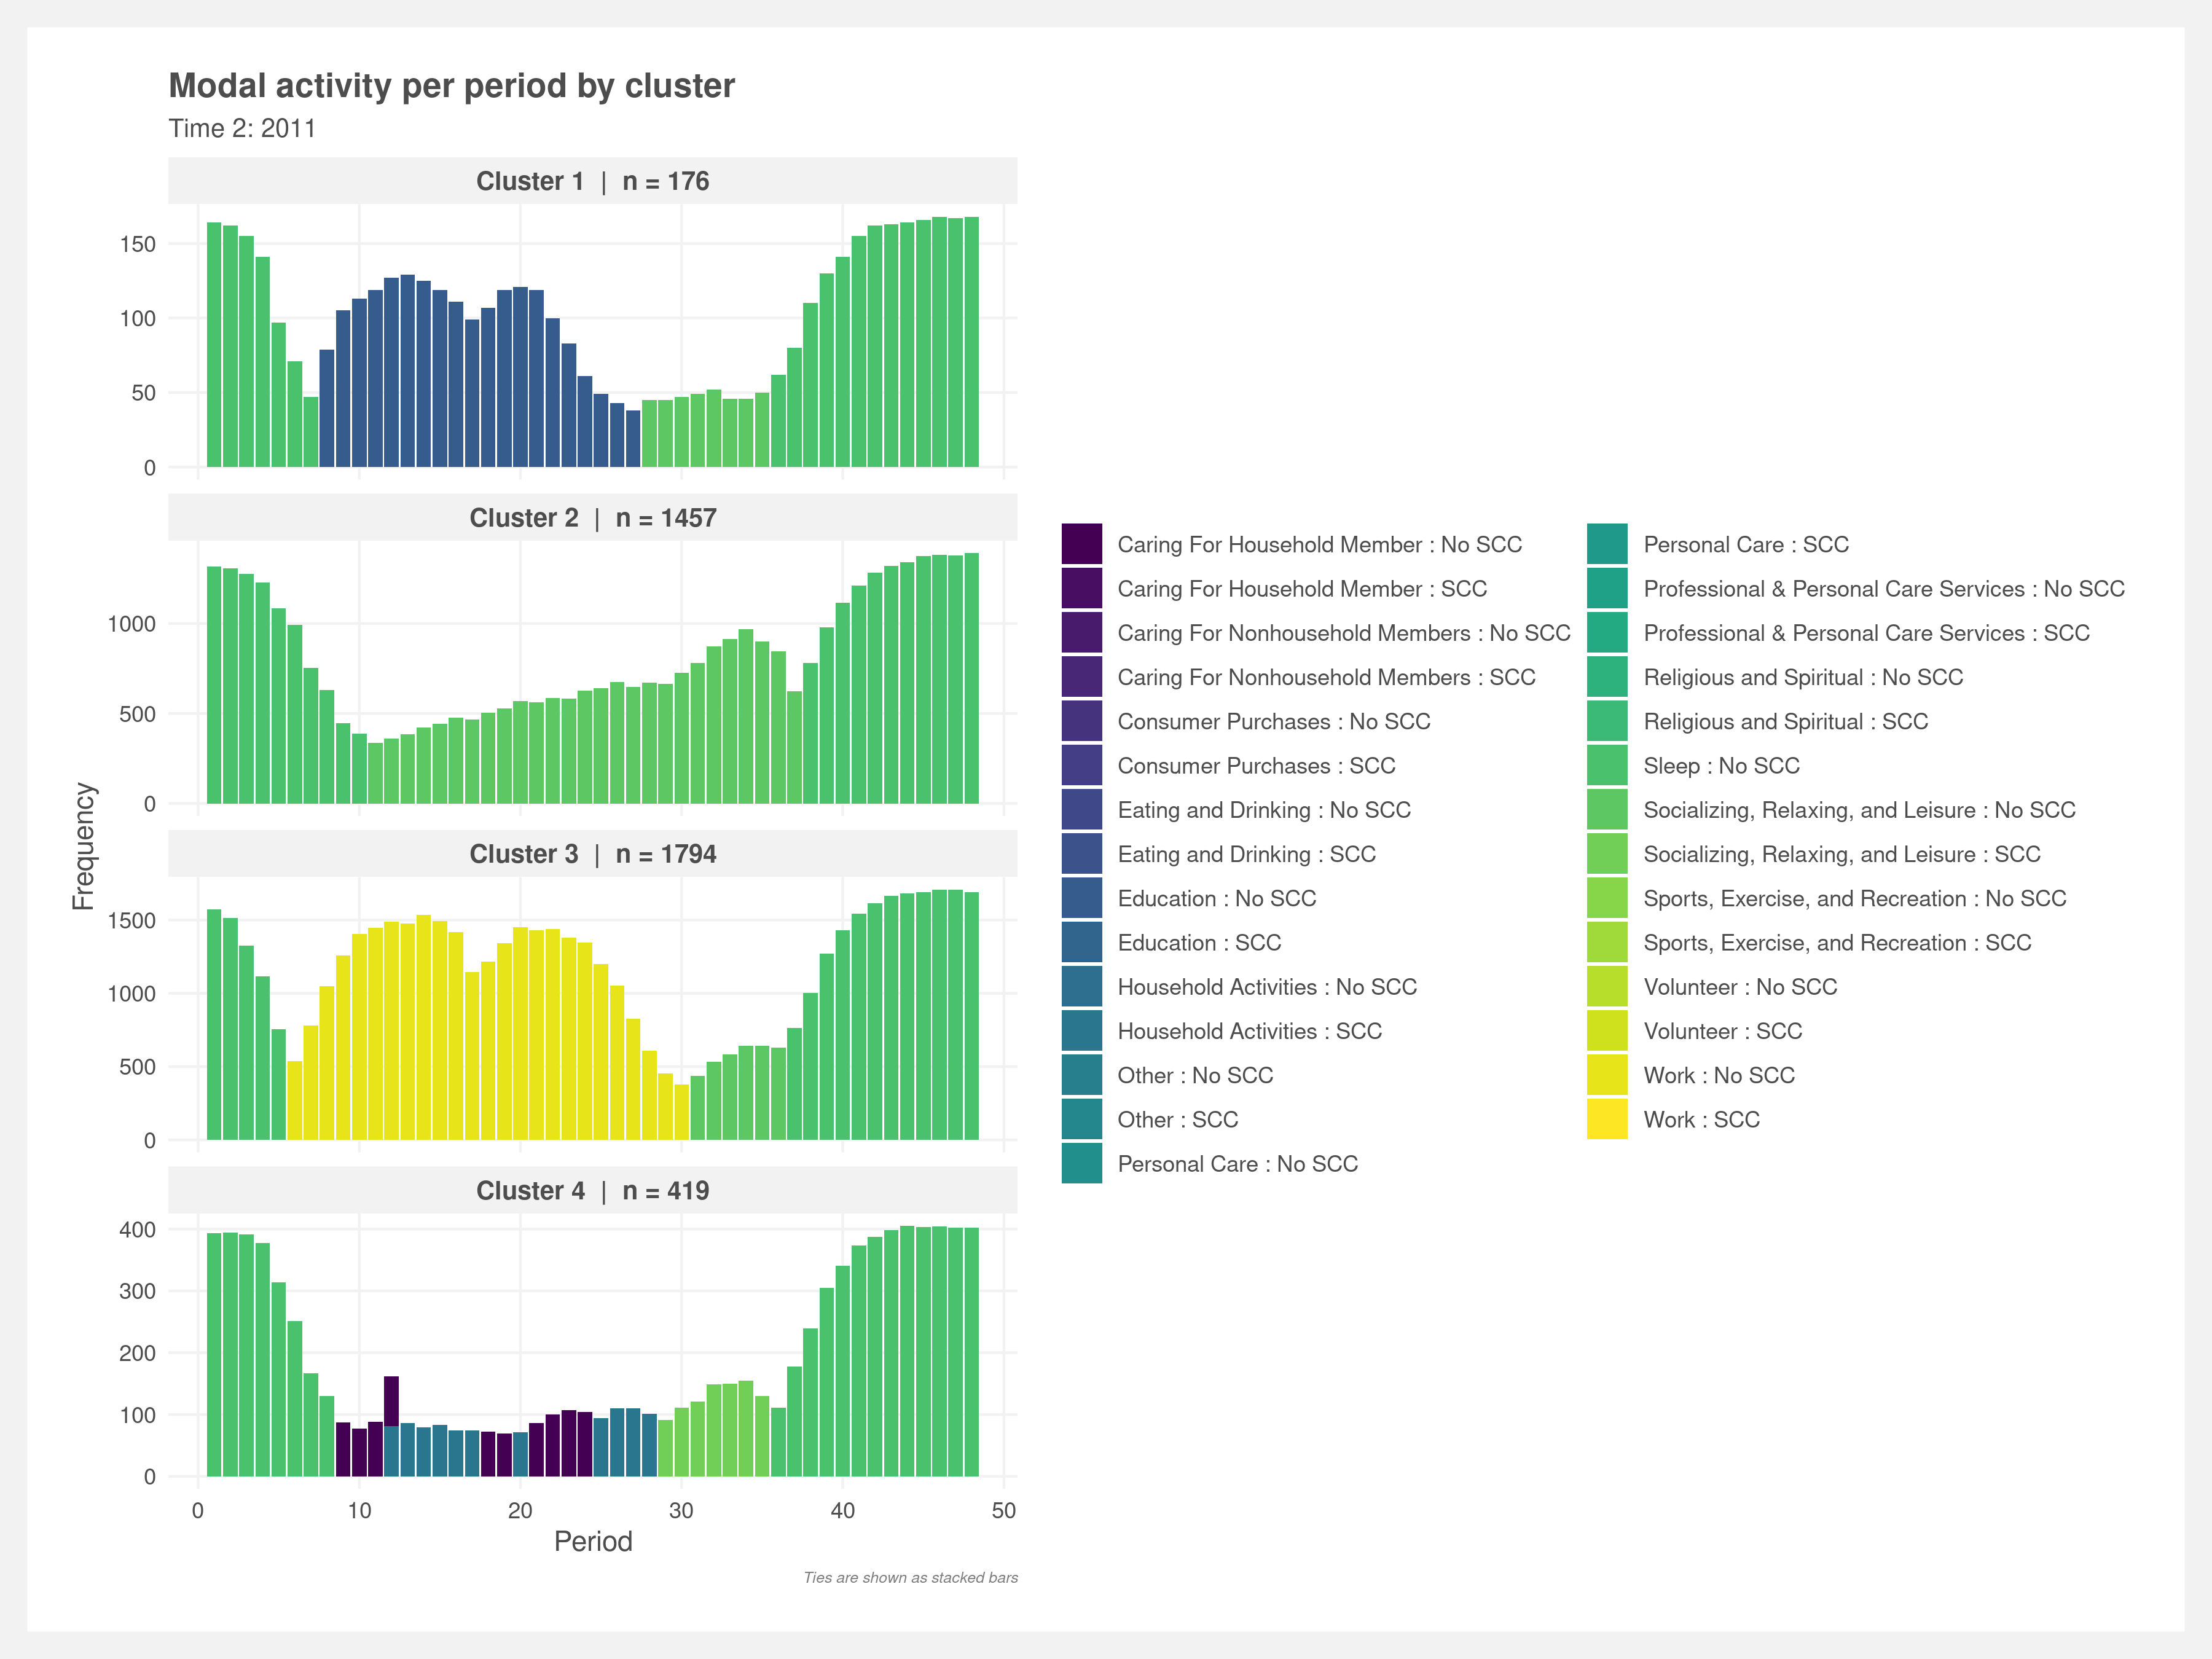 Modal activity per period by cluster
Time 2: 2011
Cluster 1 | n = 176
150
100
50
0
Cluster 2 | n = 1457
1000
500
0
Cluster 3 | n = 1794
1500
1000
500
0
Cluster 4 | n = 419
400
300
200
100
0
0 10 20 30 40 50
Period
Frequency
Ties are shown as stacked bars
Caring For Household Member : No SCC
Caring For Household Member : SCC
Caring For Nonhousehold Members : No SCC
Caring For Nonhousehold Members : SCC
Consumer Purchases : No SCC
Consumer Purchases : SCC
Eating and Drinking : No SCC
Eating and Drinking : SCC
Education : No SCC
Education : SCC
Household Activities : No SCC
Household Activities : SCC
Other : No SCC
Other : SCC
Personal Care : No SCC
Personal Care : SCC
Professional & Personal Care Services : No SCC
Professional & Personal Care Services : SCC
Religious and Spiritual : No SCC
Religious and Spiritual : SCC
Sleep : No SCC
Socializing, Relaxing, and Leisure : No SCC
Socializing, Relaxing, and Leisure : SCC
Sports, Exercise, and Recreation : No SCC
Sports, Exercise, and Recreation : SCC
Volunteer : No SCC
Volunteer : SCC
Work : No SCC
Work : SCC